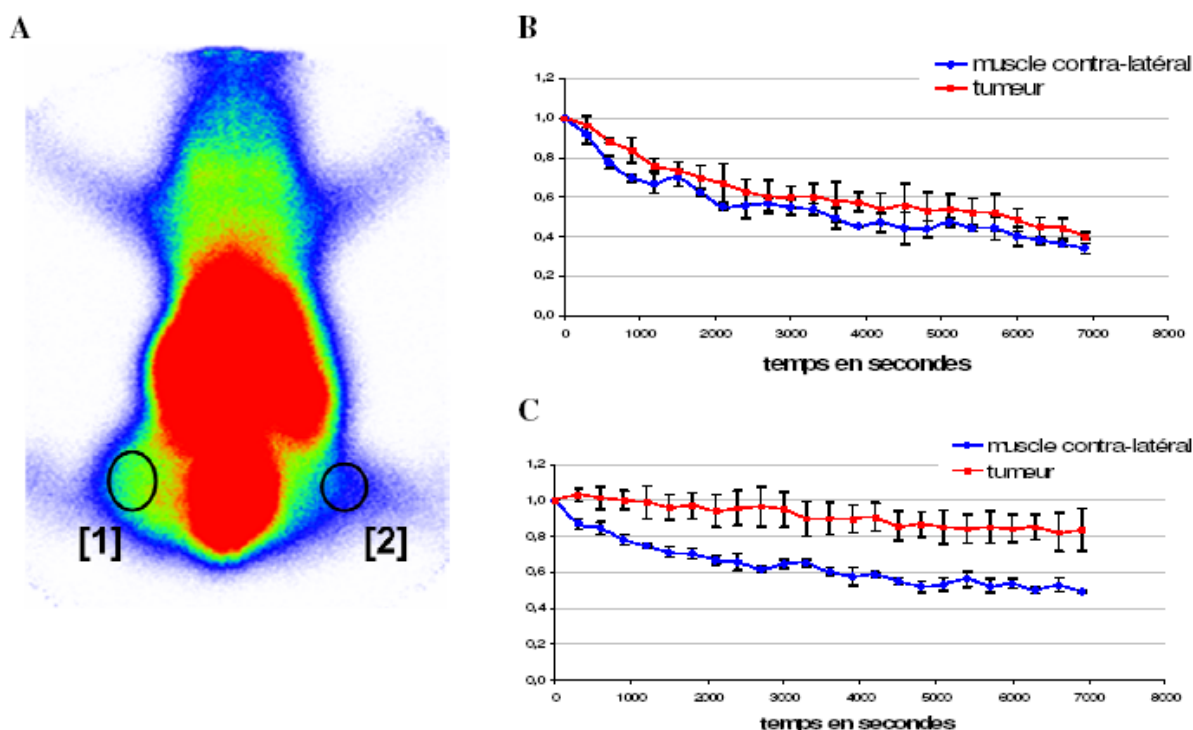 A
[1]
[2]
B
muscle contra-latéral
tumeur
1,2
1,0
0,8
0,6
0,4
0,2
0,0
0 1000 2000 3000 4000 5000 6000 7000 8000
temps en secondes
C
muscle contra-latéral
tumeur
1,2
1,0
0,8
0,6
0,4
0,2
0,0
0 1000 2000 3000 4000 5000 6000 7000 8000
temps en secondes